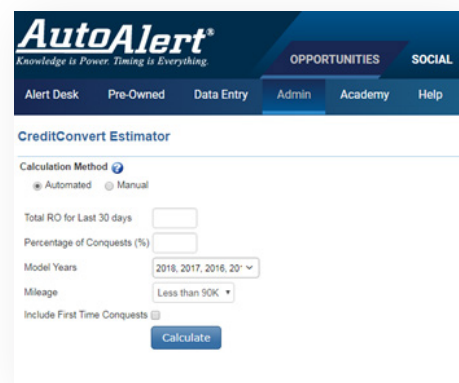 AutoAlert®
Knowledge is Power. Timing is Everything.
OPPORTUNITIES SOCIAL
Alert Desk Pre-Owned Data Entry Admin Academy Help
CreditConvert Estimator
Calculation Method ?
Automated Manual
Total RO for Last 30 days
Percentage of Conquests (%)
Model Years 2018, 2017, 2016, 20
Mileage Less than 90K
Include First Time Conquests
Calculate